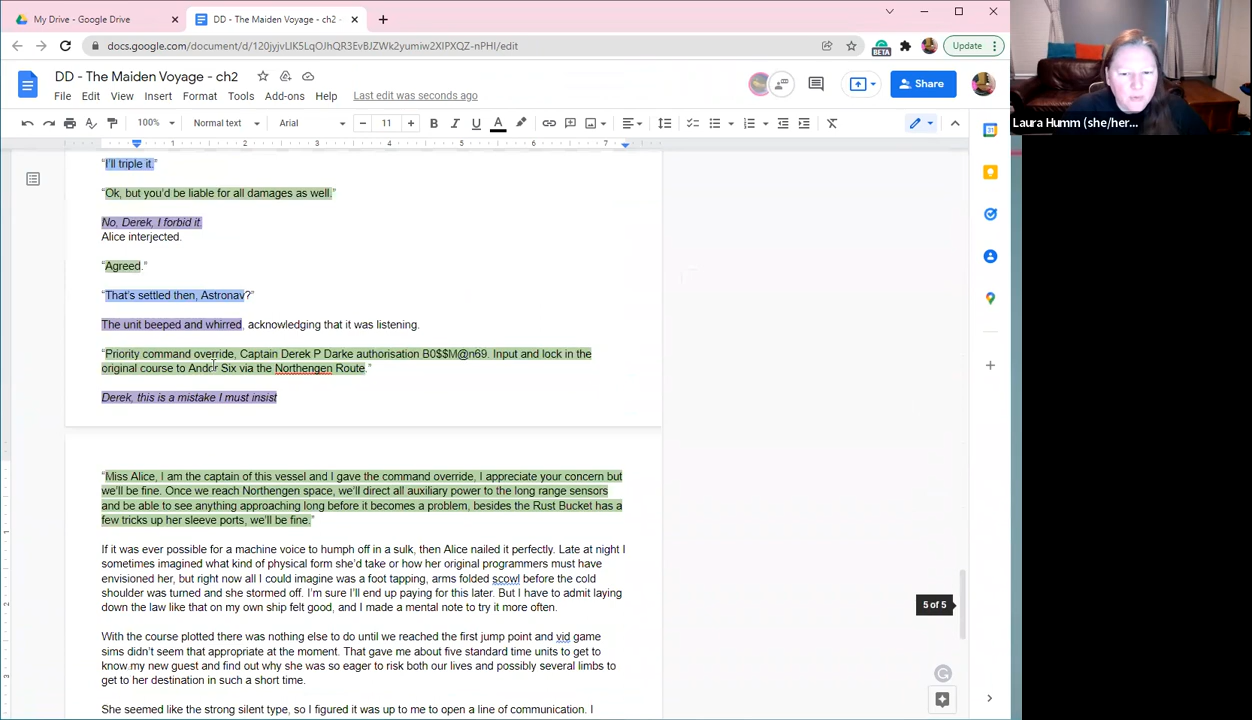 My Drive - Google Drive
DD - The Maiden Voyage - ch2 -
docs.google.com/document/d/120jyjvLIK5LqOJhQR3EvBJZWk2yumiw2XIPXQZ-nPHI/edit
BETA
Update
DD - The Maiden Voyage - ch2
File Edit View Insert Format Tools Add-ons Help Last edit was seconds ago
Share
100% Normal text Arial 11
1 2 3 4 5 6 7
“I’ll triple it.”
“Ok, but you’d be liable for all damages as well.”
No, Derek, I forbid it.
Alice interjected.
“Agreed.”
“That’s settled then, Astronav?”
The unit beeped and whirred, acknowledging that it was listening.
“Priority command override, Captain Derek P Darke authorisation B0$$M@n69. Input and lock in the
original course to Andor Six via the Northengen Route.”
Derek, this is a mistake I must insist
“Miss Alice, I am the captain of this vessel and I gave the command override, I appreciate your concern but
we’ll be fine. Once we reach Northengen space, we’ll direct all auxiliary power to the long range sensors
and be able to see anything approaching long before it becomes a problem, besides the Rust Bucket has a
few tricks up her sleeve ports, we’ll be fine.”
If it was ever possible for a machine voice to humph off in a sulk, then Alice nailed it perfectly. Late at night I
sometimes imagined what kind of physical form she’d take or how her original programmers must have
envisioned her, but right now all I could imagine was a foot tapping, arms folded scowl before the cold
shoulder was turned and she stormed off. I’m sure I’ll end up paying for this later. But I have to admit laying
down the law like that on my own ship felt good, and I made a mental note to try it more often.
With the course plotted there was nothing else to do until we reached the first jump point and vid game
sims didn’t seem that appropriate at the moment. That gave me about five standard time units to get to
know my new guest and find out why she was so eager to risk both our lives and possibly several limbs to
get to her destination in such a short time.
She seemed like the strong silent type, so I figured it was up to me to open a line of communication. I
5 of 5
1
2
3
31
Laura Humm (she/her...